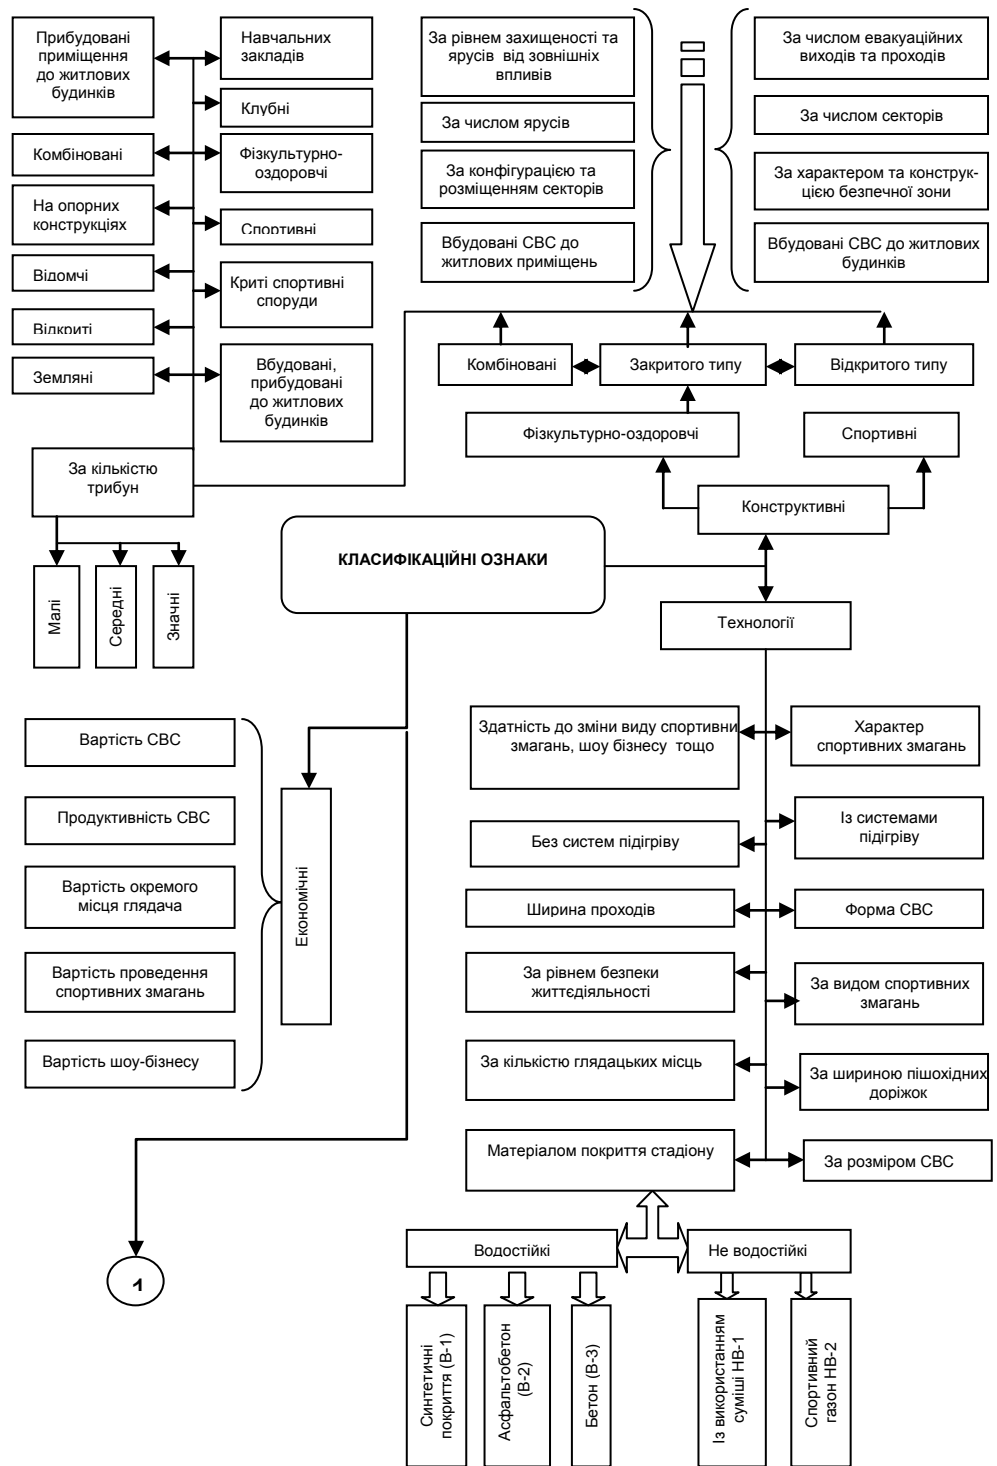 Прибудовані
приміщення
до житлових
будинків
Навчальних
закладів
Клубні
Комбіновані
Фізкультурно-
оздоровчі
На опорних
конструкціях
Спортивні
Відомчі
Криті спортивні
споруди
Відкриті
Земляні
Вбудовані,
прибудовані
до житлових
будинків
За кількістю
трибун
Малі
Середні
Значні
За рівнем захищеності та
ярусів від зовнішніх
впливів
За числом ярусів
За конфігурацією та
розміщенням секторів
Вбудовані СВС до
житлових приміщень
За числом евакуаційних
виходів та проходів
За числом секторів
За характером та конструк-
цією безпечної зони
Вбудовані СВС до житлових
будинків
Комбіновані
Закритого типу
Відкритого типу
Фізкультурно-оздоровчі
Спортивні
Конструктивні
КЛАСИФІКАЦІЙНІ ОЗНАКИ
Технології
Вартість СВС
Продуктивність СВС
Вартість окремого
місця глядача
Вартість проведення
спортивних змагань
Вартість шоу-бізнесу
Економічні
Здатність до зміни виду спортивни
змагань, шоу бізнесу тощо
Характер
спортивних змагань
Без систем підігріву
Із системами
підігріву
Ширина проходів
Форма СВС
За рівнем безпеки
життєдіяльності
За видом спортивних
змагань
За кількістю глядацьких місць
За шириною пішохідних
доріжок
Матеріалом покриття стадіону
За розміром СВС
1
Водостійкі
Не водостійкі
Синтетичні
покриття (В-1)
Асфальтобетон
(В-2)
Бетон (В-3)
Із використанням
суміші НВ-1
Спортивний
газон НВ-2